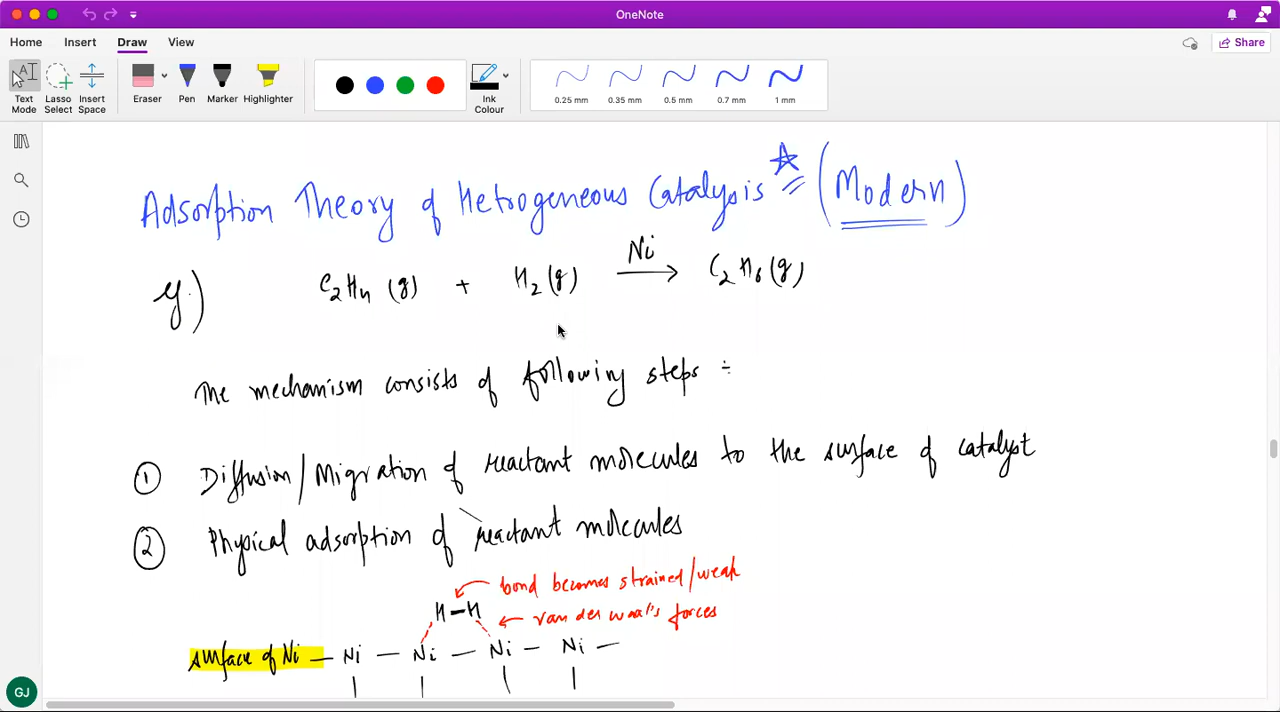 OneNote
Home Insert Draw View
Share
Text Mode
Lasso Select
Insert Space
Eraser
Pen
Marker
Highlighter
Ink Colour
0.25 mm
0.35 mm
0.5 mm
0.7 mm
1 mm
Adsorption Theory of Hetrogeneous Catalysis (Modern)
eg.) C2H4 (g) + H2 (g) Ni → C2H6 (g)
The mechanism consists of following steps :
① Diffusion/Migration of reactant molecules to the surface of catalyst
② Physical adsorption of reactant molecules
bond becomes strained/weak
H–H
van der waal's forces
surface of Ni — Ni — Ni — Ni — Ni —
GJ